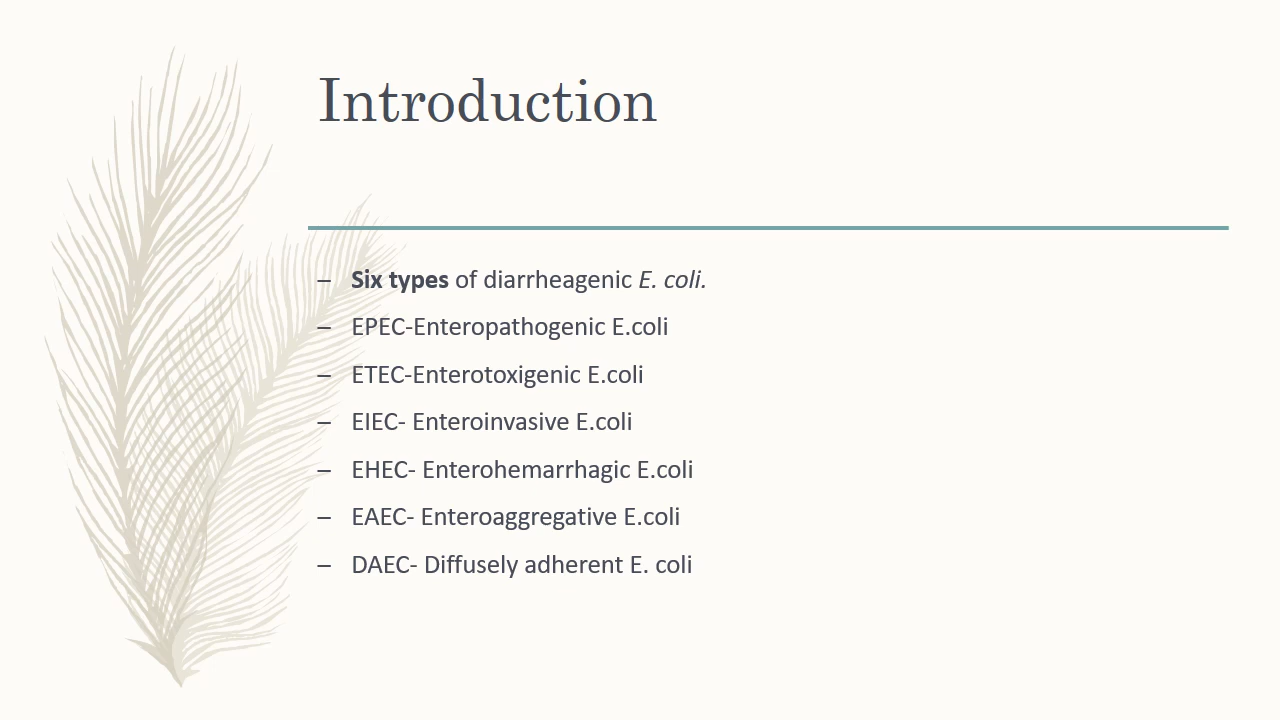 Introduction
– Six types of diarrheagenic E. coli.
– EPEC-Enteropathogenic E.coli
– ETEC-Enterotoxigenic E.coli
– EIEC- Enteroinvasive E.coli
– EHEC- Enterohemarrhagic E.coli
– EAEC- Enteroaggregative E.coli
– DAEC- Diffusely adherent E. coli